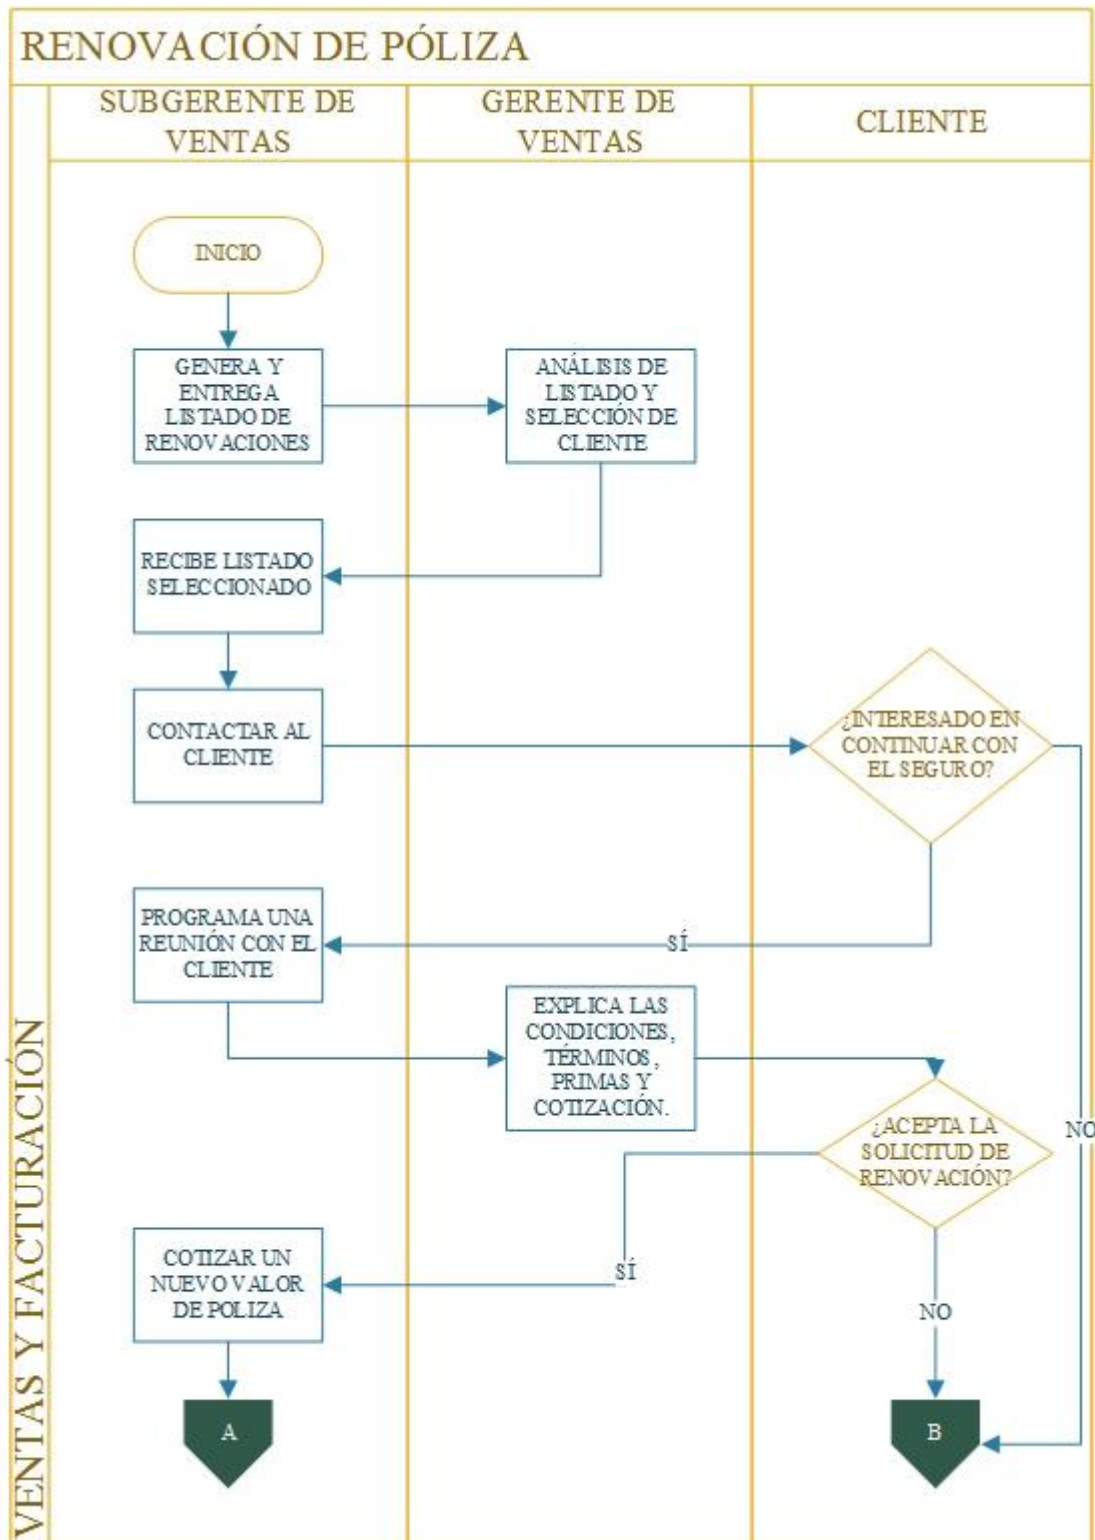 RENOVACIÓN DE PÓLIZA
SUBGERENTE DE
VENTAS
GERENTE DE
VENTAS
CLIENTE
VENTAS Y FACTURACIÓN
INICIO
GENERA Y
ENTREGA
LISTADO DE
RENOVACIONES
ANÁLISIS DE
LISTADO Y
SELECCIÓN DE
CLIENTE
RECIBE LISTADO
SELECCIONADO
CONTACTAR AL
CLIENTE
¿INTERESADO EN
CONTINUAR CON
EL SEGURO?
PROGRAMA UNA
REUNIÓN CON EL
CLIENTE
SÍ
EXPLICA LAS
CONDICIONES,
TÉRMINOS,
PRIMAS Y
COTIZACIÓN.
¿ACEPTA LA
SOLICITUD DE
RENOVACIÓN?
NO
COTIZAR UN
NUEVO VALOR
DE POLIZA
SÍ
NO
A
B